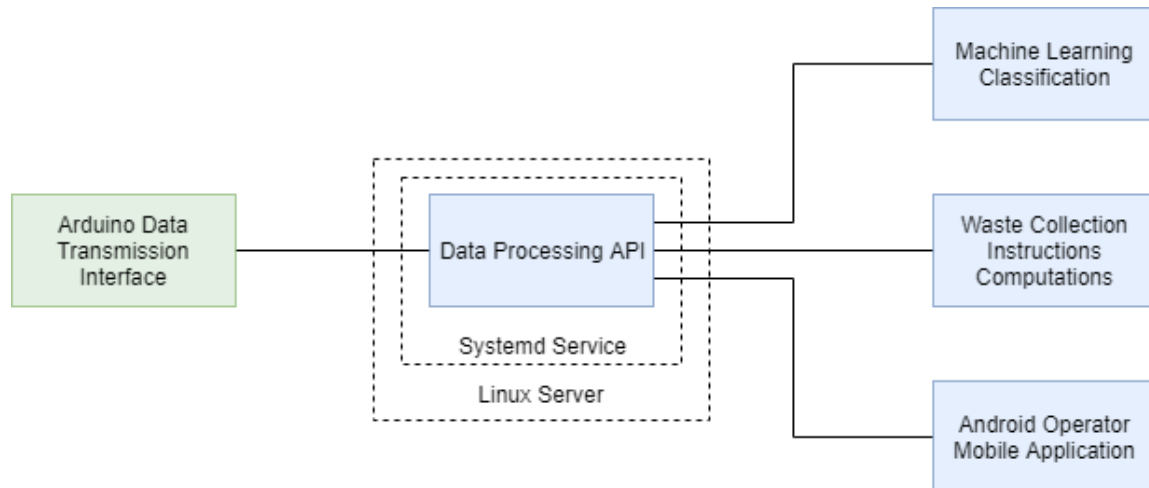 Machine Learning
Classification
Arduino Data
Transmission
Interface
Data Processing API
Systemd Service
Linux Server
Waste Collection
Instructions
Computations
Android Operator
Mobile Application